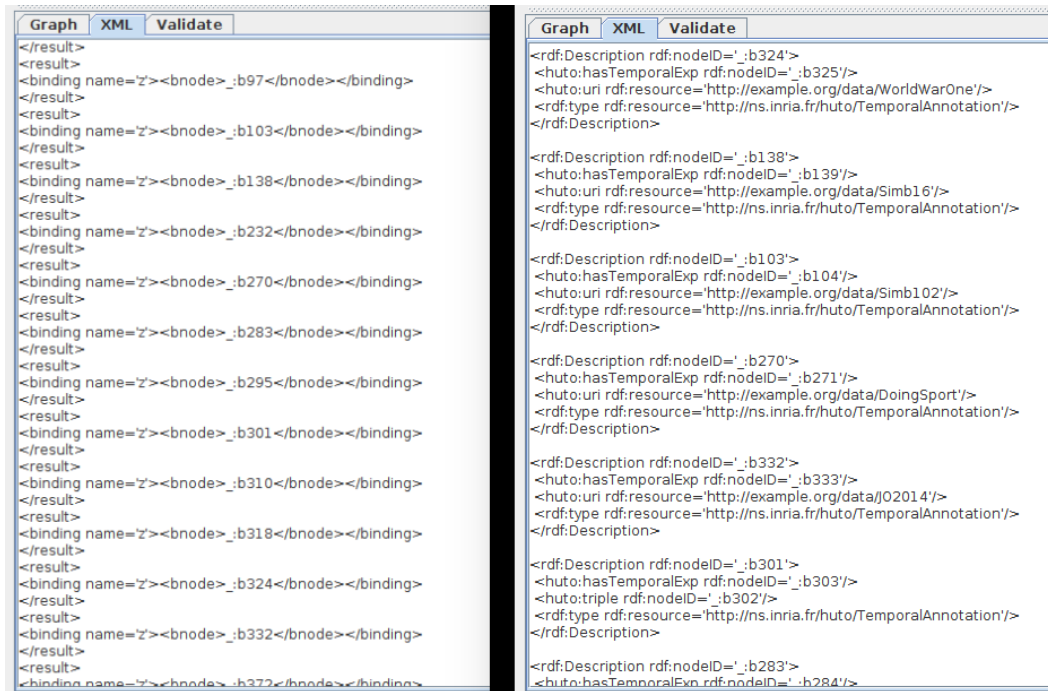 Graph XML Validate
</result>
<result>
<binding name='z'><bnode>_:b97</bnode></binding>
</result>
<result>
<binding name='z'><bnode>_:b103</bnode></binding>
</result>
<result>
<binding name='z'><bnode>_:b138</bnode></binding>
</result>
<result>
<binding name='z'><bnode>_:b232</bnode></binding>
</result>
<result>
<binding name='z'><bnode>_:b270</bnode></binding>
</result>
<result>
<binding name='z'><bnode>_:b283</bnode></binding>
</result>
<result>
<binding name='z'><bnode>_:b295</bnode></binding>
</result>
<result>
<binding name='z'><bnode>_:b301</bnode></binding>
</result>
<result>
<binding name='z'><bnode>_:b310</bnode></binding>
</result>
<result>
<binding name='z'><bnode>_:b318</bnode></binding>
</result>
<result>
<binding name='z'><bnode>_:b324</bnode></binding>
</result>
<result>
<binding name='z'><bnode>_:b332</bnode></binding>
</result>
<result>
<binding name='z'><bnode>_:b372</bnode></binding>
Graph XML Validate
<rdf:Description rdf:nodeID='_:b324'>
<huto:hasTemporalExp rdf:nodeID='_:b325'/>
<huto:uri rdf:resource='http://example.org/data/WorldWarOne'/>
<rdf:type rdf:resource='http://ns.inria.fr/huto/TemporalAnnotation'/>
</rdf:Description>
<rdf:Description rdf:nodeID='_:b138'>
<huto:hasTemporalExp rdf:nodeID='_:b139'/>
<huto:uri rdf:resource='http://example.org/data/Simb16'/>
<rdf:type rdf:resource='http://ns.inria.fr/huto/TemporalAnnotation'/>
</rdf:Description>
<rdf:Description rdf:nodeID='_:b103'>
<huto:hasTemporalExp rdf:nodeID='_:b104'/>
<huto:uri rdf:resource='http://example.org/data/Simb102'/>
<rdf:type rdf:resource='http://ns.inria.fr/huto/TemporalAnnotation'/>
</rdf:Description>
<rdf:Description rdf:nodeID='_:b270'>
<huto:hasTemporalExp rdf:nodeID='_:b271'/>
<huto:uri rdf:resource='http://example.org/data/DoingSport'/>
<rdf:type rdf:resource='http://ns.inria.fr/huto/TemporalAnnotation'/>
</rdf:Description>
<rdf:Description rdf:nodeID='_:b332'>
<huto:hasTemporalExp rdf:nodeID='_:b333'/>
<huto:uri rdf:resource='http://example.org/data/JO2014'/>
<rdf:type rdf:resource='http://ns.inria.fr/huto/TemporalAnnotation'/>
</rdf:Description>
<rdf:Description rdf:nodeID='_:b301'>
<huto:hasTemporalExp rdf:nodeID='_:b303'/>
<huto:triple rdf:nodeID='_:b302'/>
<rdf:type rdf:resource='http://ns.inria.fr/huto/TemporalAnnotation'/>
</rdf:Description>
<rdf:Description rdf:nodeID='_:b283'>
<huto:hasTemporalExp rdf:nodeID='_:b284'/>